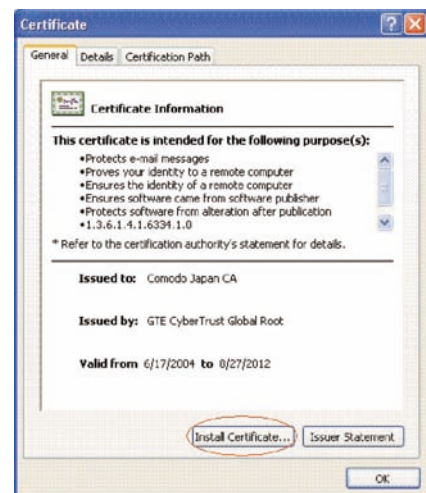 Certificate
General Details Certification Path
Certificate Information
This certificate is intended for the following purpose(s):
•Protects e-mail messages
•Proves your identity to a remote computer
•Ensures the identity of a remote computer
•Ensures software came from software publisher
•Protects software from alteration after publication
•1.3.6.1.4.1.6334.1.0
* Refer to the certification authority's statement for details.
Issued to: Comodo Japan CA
Issued by: GTE CyberTrust Global Root
Valid from 6/17/2004 to 8/27/2012
Install Certificate... Issuer Statement
OK